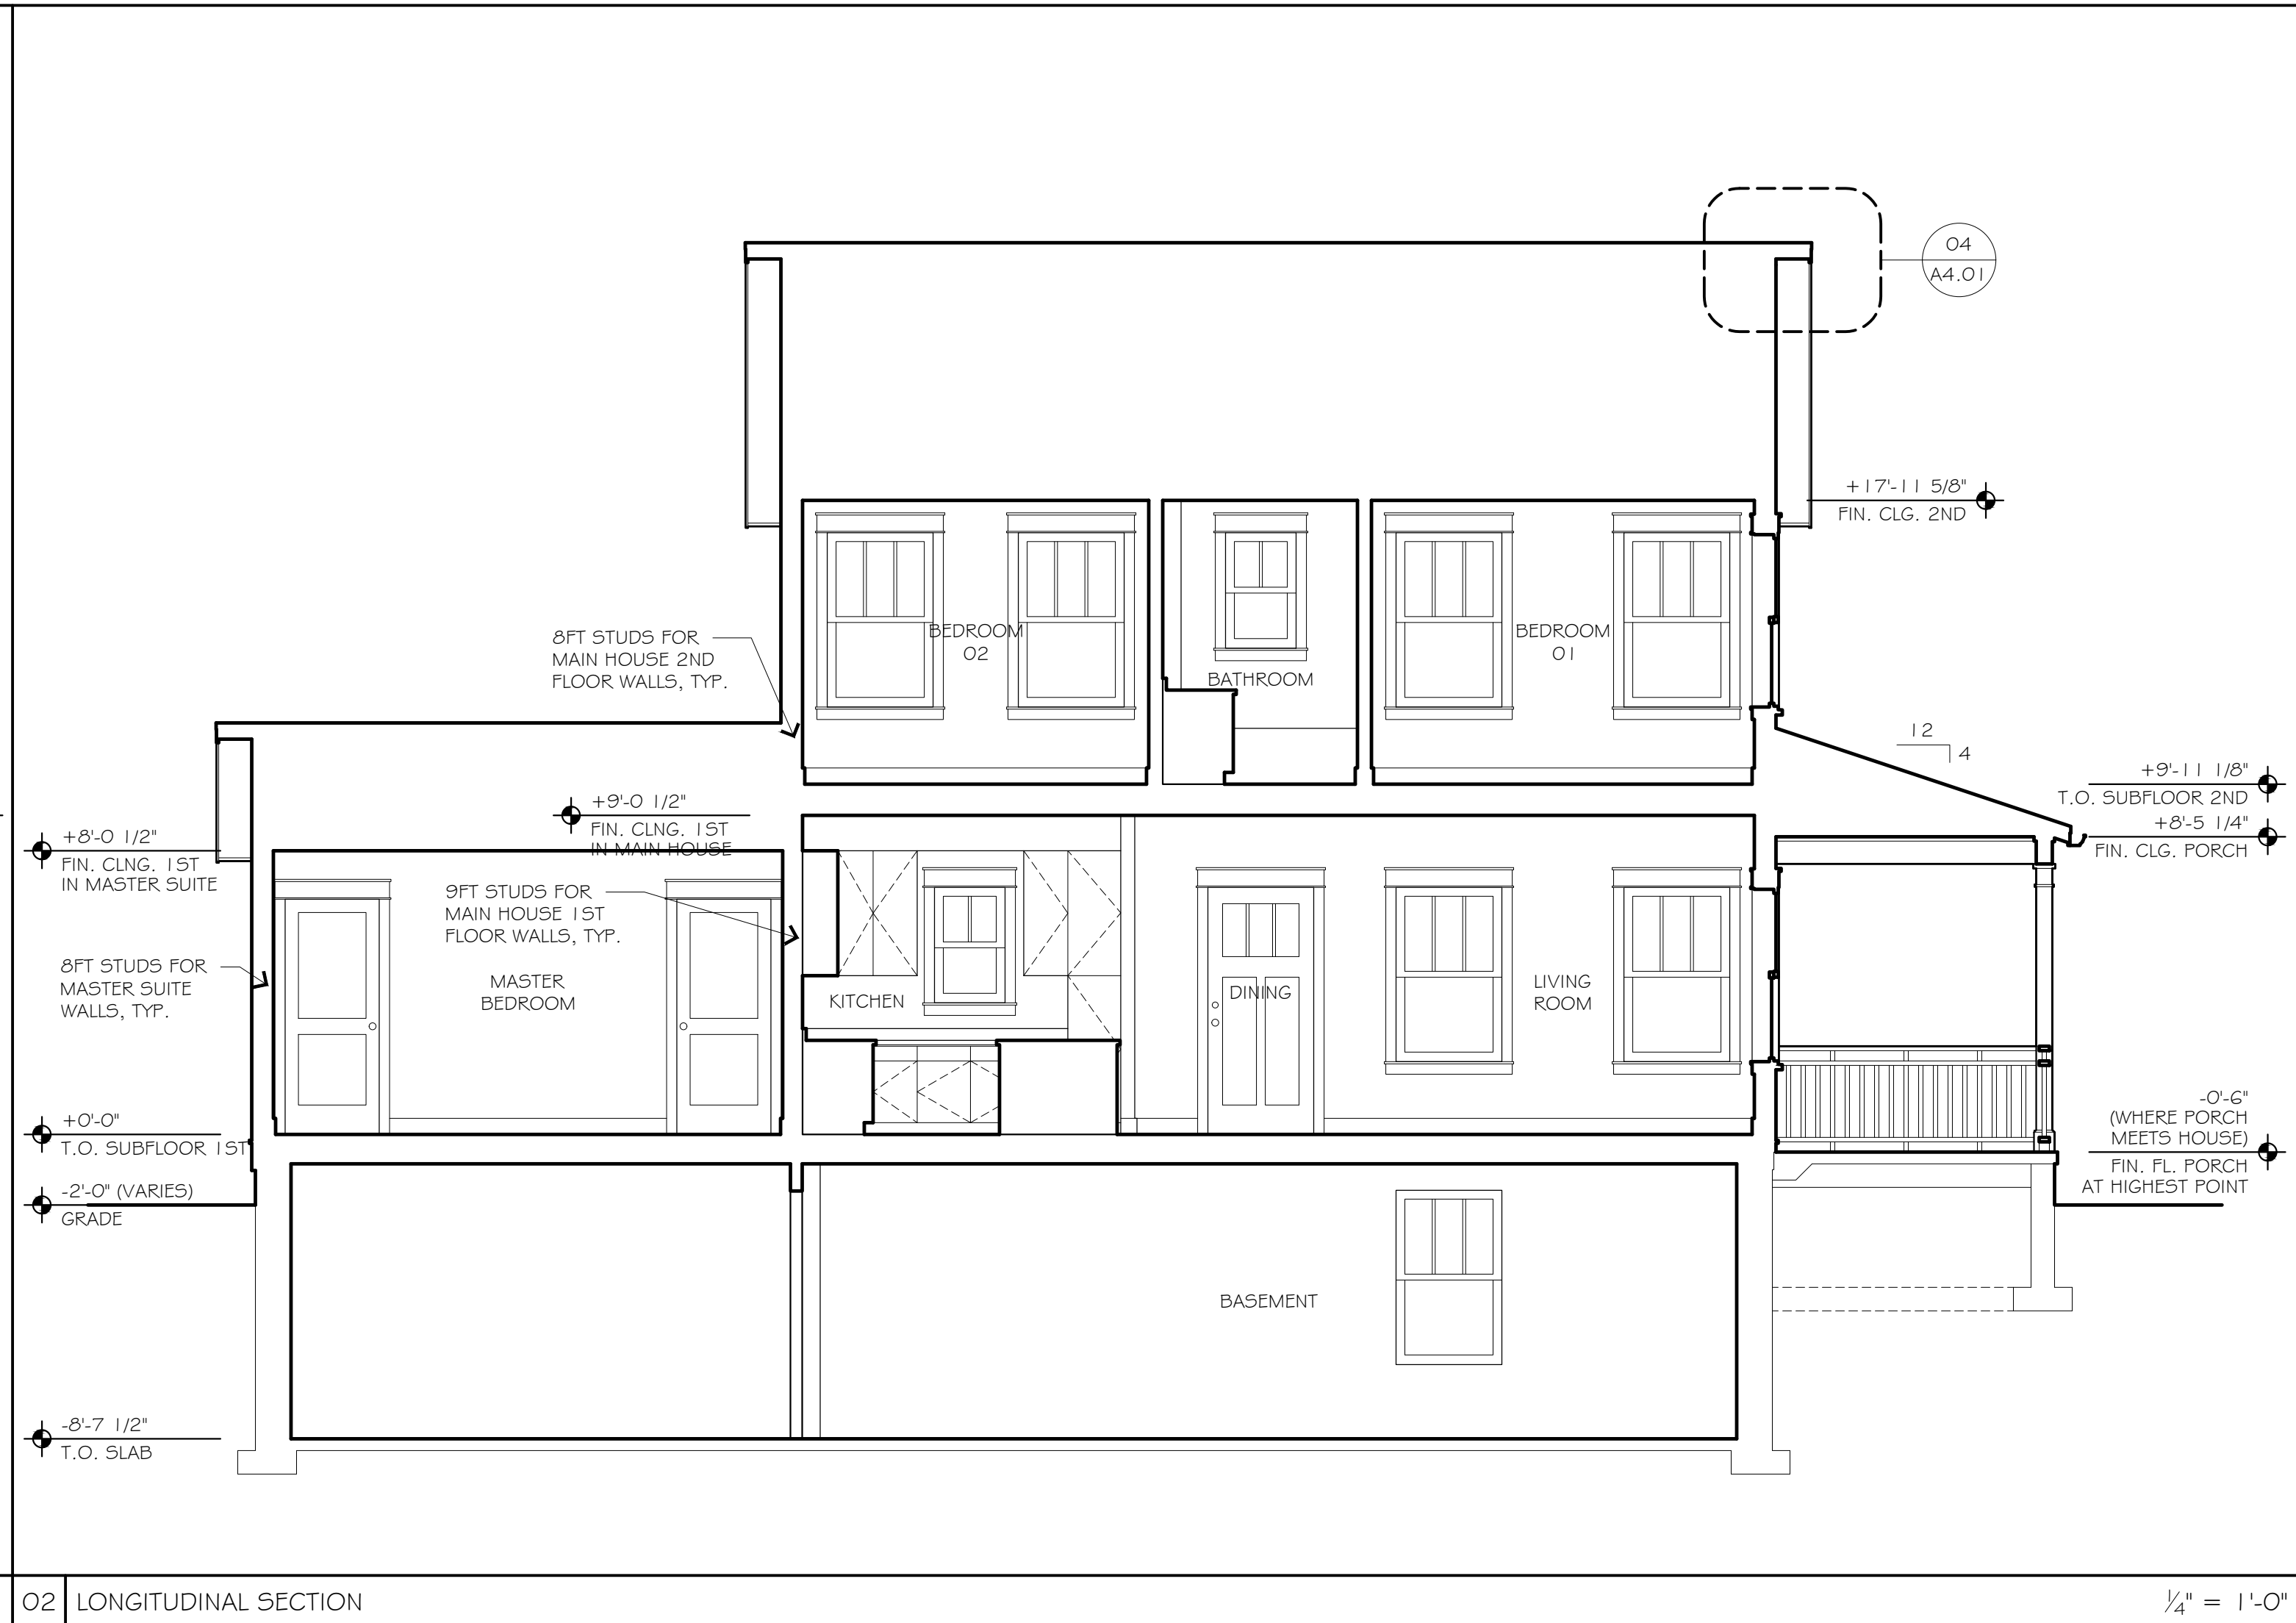 04
A4.01
+17'-11 5/8"
FIN. CLG. 2ND
8FT STUDS FOR
MAIN HOUSE 2ND
FLOOR WALLS, TYP.
BEDROOM
02
BATHROOM
BEDROOM
01
12
4
+9'-11 1/8"
T.O. SUBFLOOR 2ND
+8'-5 1/4"
FIN. CLG. PORCH
+9'-0 1/2"
FIN. CLNG. 1ST
IN MAIN HOUSE
+8'-0 1/2"
FIN. CLNG. 1ST
IN MASTER SUITE
9FT STUDS FOR
MAIN HOUSE 1ST
FLOOR WALLS, TYP.
8FT STUDS FOR
MASTER SUITE
WALLS, TYP.
MASTER
BEDROOM
KITCHEN
DINING
LIVING
ROOM
+0'-0"
T.O. SUBFLOOR 1ST
-2'-0" (VARIES)
GRADE
-0'-6"
(WHERE PORCH
MEETS HOUSE)
FIN. FL. PORCH
AT HIGHEST POINT
BASEMENT
-8'-7 1/2"
T.O. SLAB
02 LONGITUDINAL SECTION
1/4" = 1'-0"